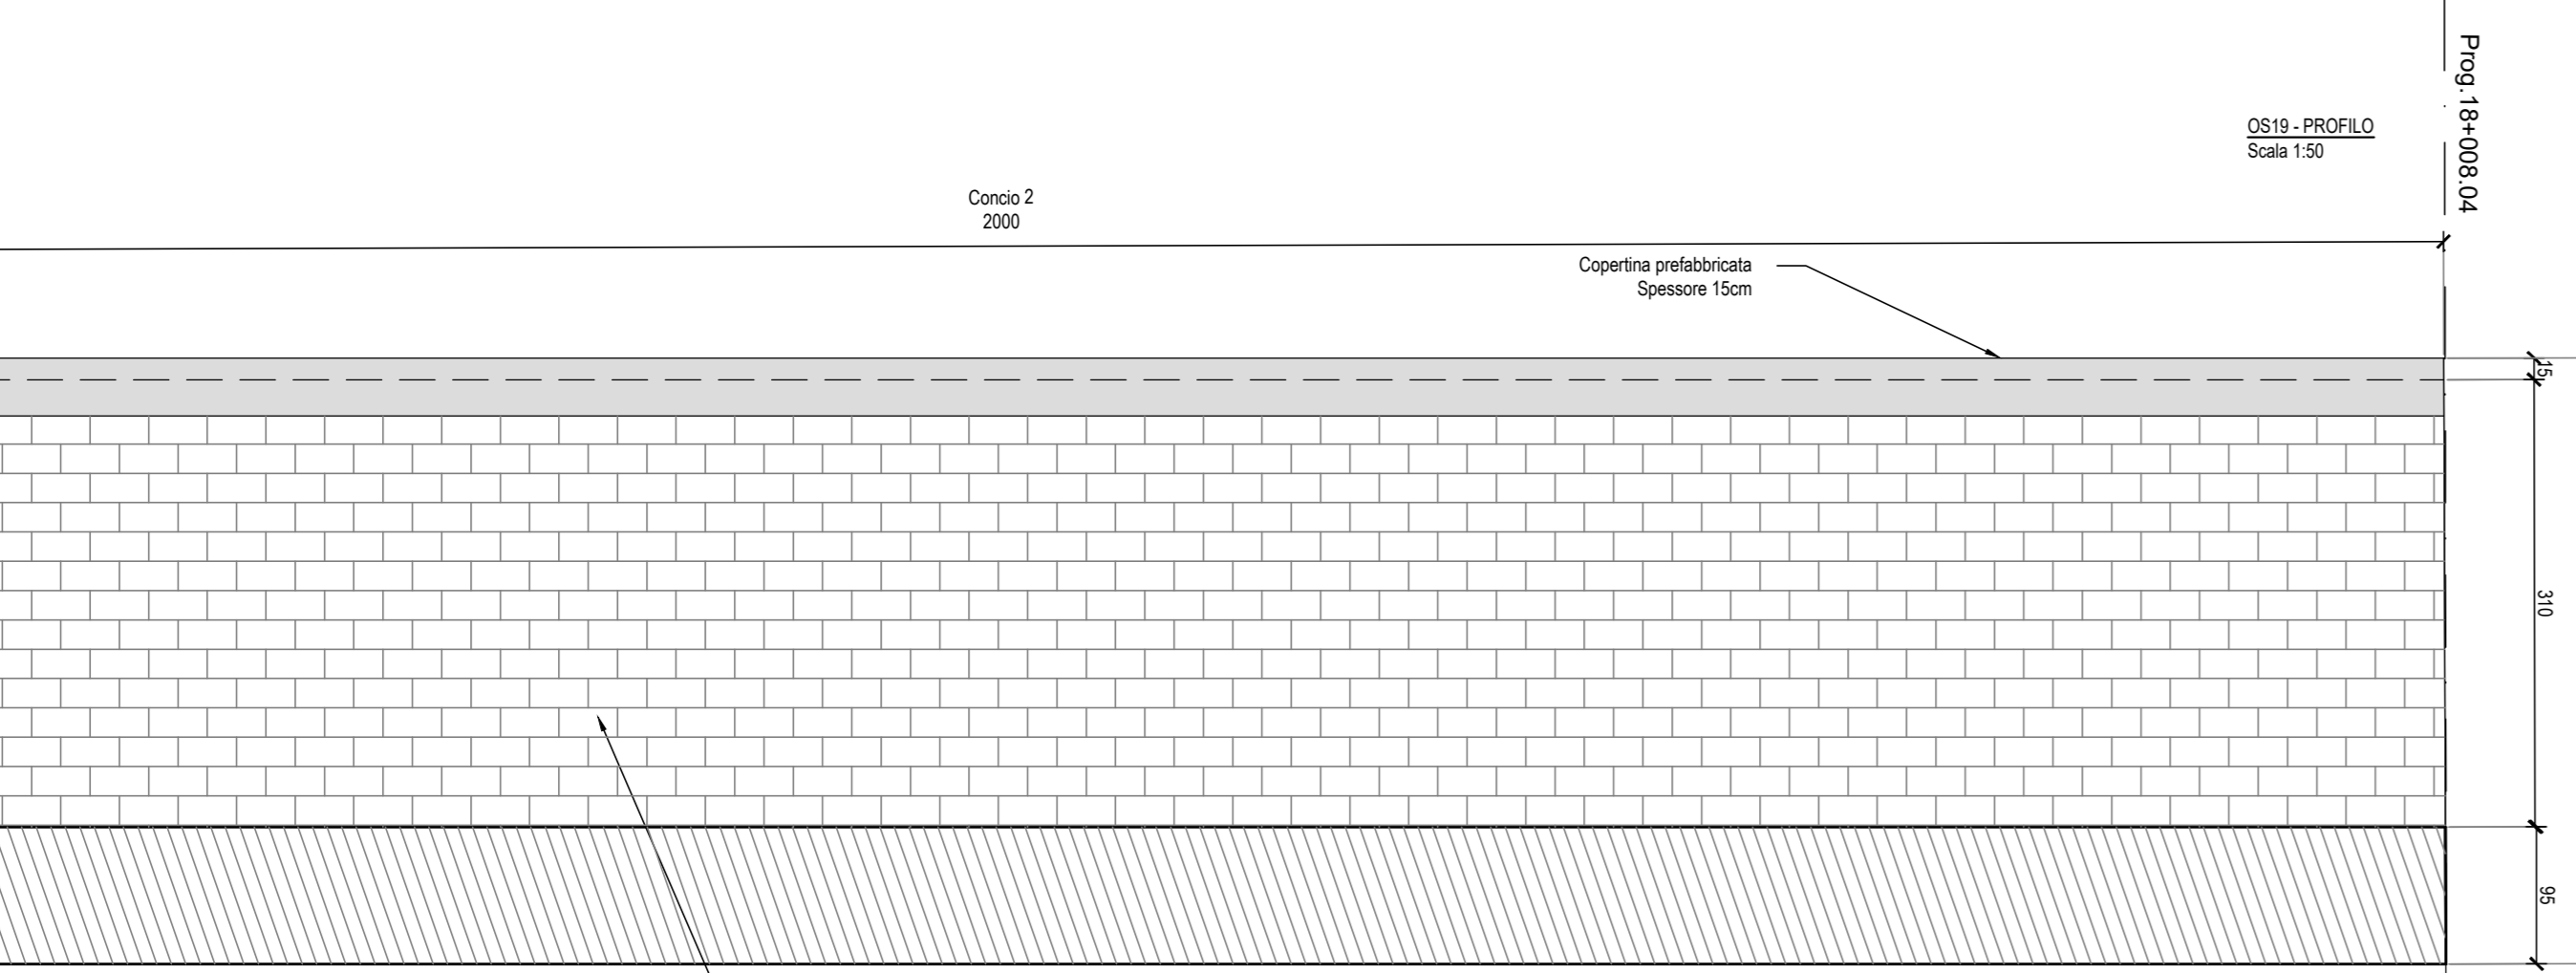 Prog.18+008.04
OS19 - PROFILO
Scala 1:50
Concio 2
2000
Copertina prefabbricata
Spessore 15cm
15
310
95